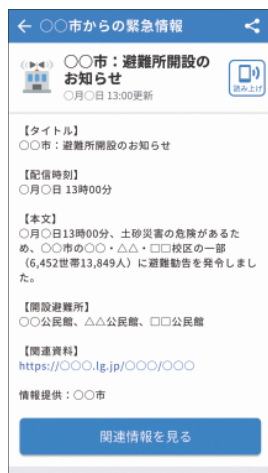 ○○市からの緊急情報
○○市：避難所開設の
お知らせ
○月○日 13:00更新
読み上げ
【タイトル】
○○市：避難所開設のお知らせ
【配信時刻】
○月○日 13時00分
【本文】
○月○日13時00分、土砂災害の危険があるた
め、○○市の○○・△△・□□校区の一部
（6,452世帯13,849人）に避難勧告を発令しまし
た。
【開設避難所】
○○公民館、△△公民館、□□公民館
【関連資料】
https://○○○.lg.jp/○○○/○○○
情報提供：○○市
関連情報を見る